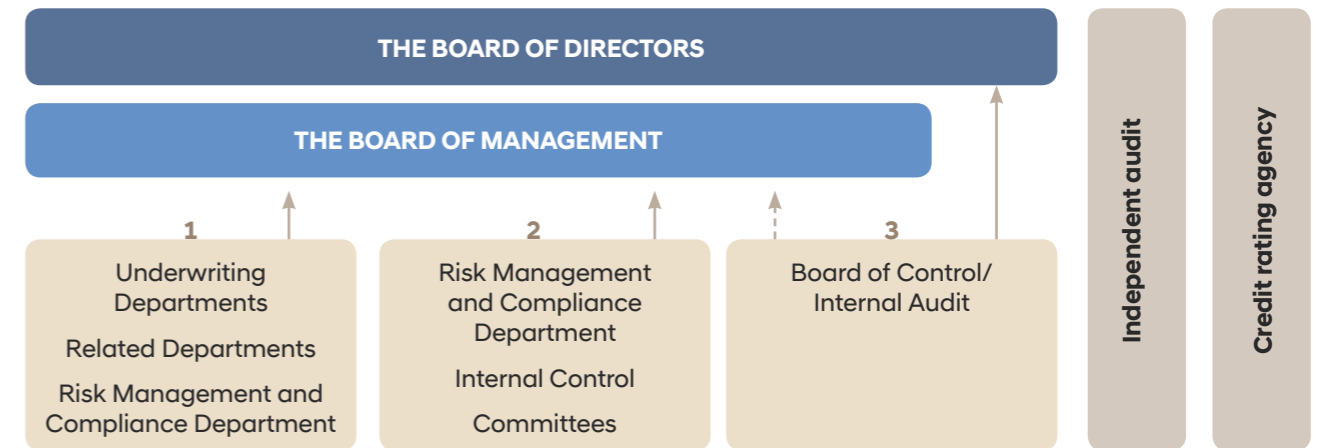 THE BOARD OF DIRECTORS
THE BOARD OF MANAGEMENT
1
Underwriting
Departments
Related Departments
Risk Management and
Compliance Department
2
Risk Management
and Compliance
Department
Internal Control
Committees
3
Board of Control/
Internal Audit
Independent audit
Credit rating agency